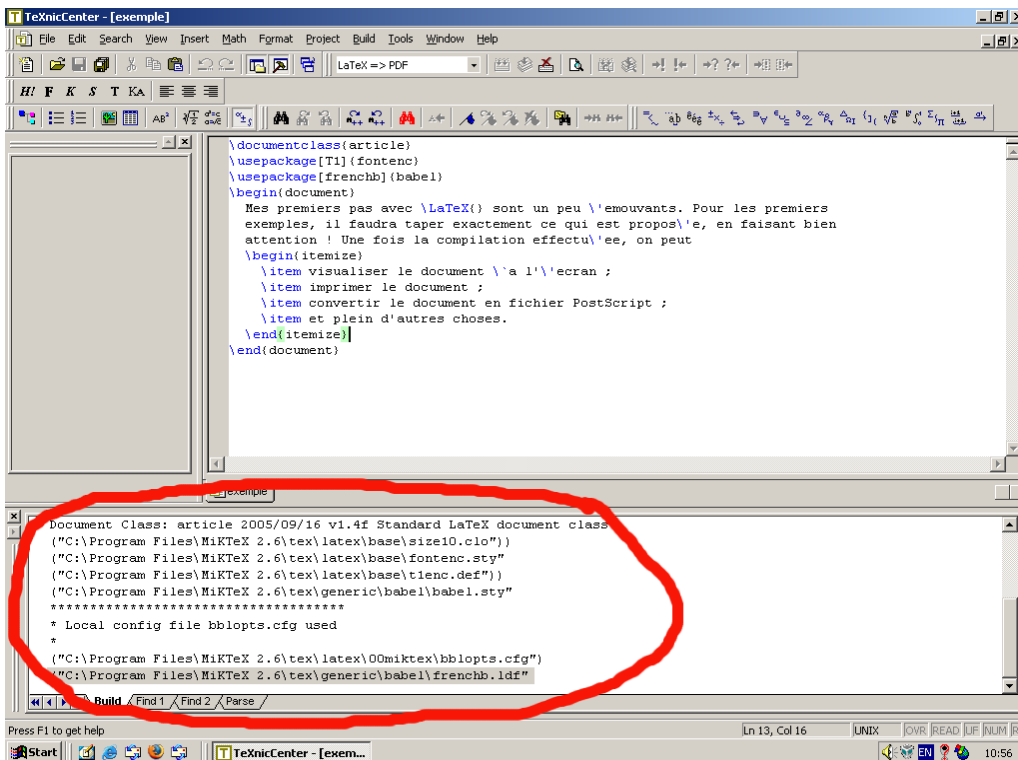 TeXnicCenter - [exemple]
File Edit Search View Insert Math Format Project Build Tools Window Help
LaTeX => PDF
H! F K S T KA
\documentclass{article}
\usepackage[T1]{fontenc}
\usepackage[frenchb]{babel}
\begin{document}
Mes premiers pas avec \LaTeX{} sont un peu \'emouvants. Pour les premiers
exemples, il faudra taper exactement ce qui est propos\'e, en faisant bien
attention ! Une fois la compilation effectu\'ee, on peut
\begin{itemize}
\item visualiser le document \`a l'\'ecran ;
\item imprimer le document ;
\item convertir le document en fichier PostScript ;
\item et plein d'autres choses.
\end{itemize}
\end{document}
exemple
Document Class: article 2005/09/16 v1.4f Standard LaTeX document class
("C:\Program Files\MiKTeX 2.6\tex\latex\base\size10.clo"))
("C:\Program Files\MiKTeX 2.6\tex\latex\base\fontenc.sty"
("C:\Program Files\MiKTeX 2.6\tex\latex\base\t1enc.def"))
("C:\Program Files\MiKTeX 2.6\tex\generic\babel\babel.sty"
*************************************
* Local config file bblopts.cfg used
*
("C:\Program Files\MiKTeX 2.6\tex\latex\00miktex\bblopts.cfg")
("C:\Program Files\MiKTeX 2.6\tex\generic\babel\frenchb.ldf"
Build Find 1 Find 2 Parse
Press F1 to get help Ln 13, Col 16 UNIX OVR READ UF NUM
Start TeXnicCenter - [exem... EN 10:56